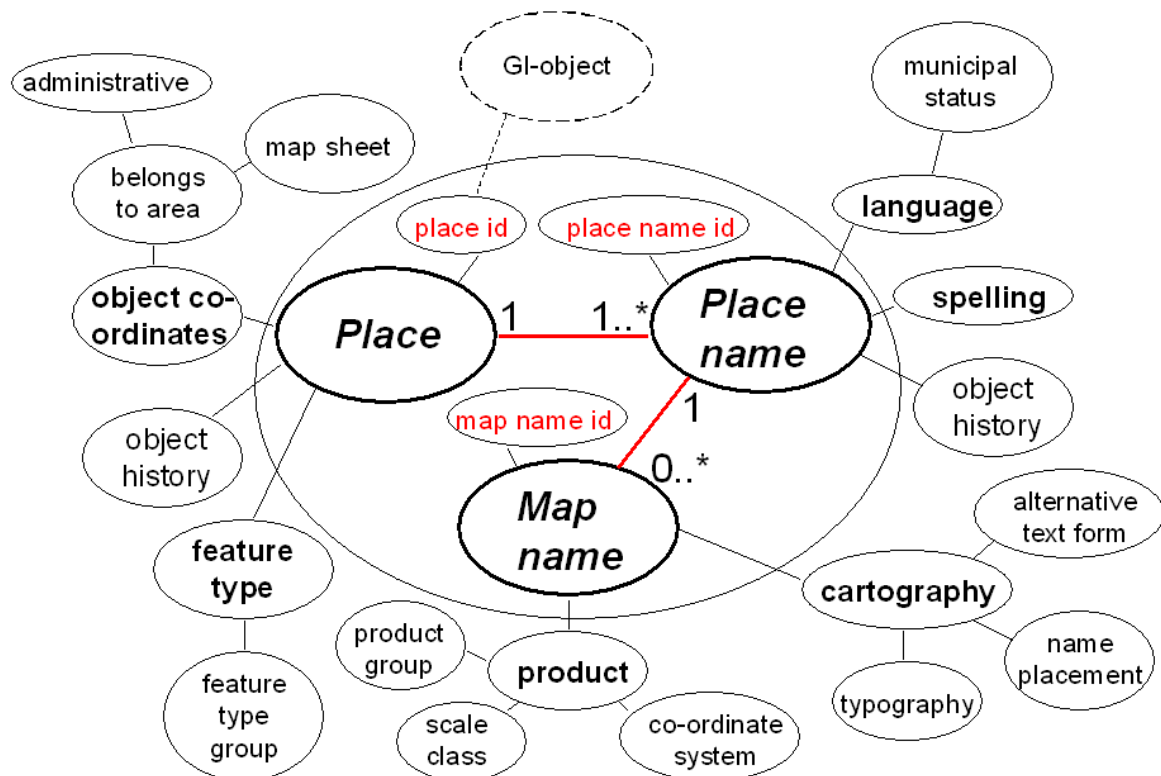 GI-object
municipal
status
administrative
map sheet
belongs
to area
language
place id
place name id
object co-
ordinates
spelling
Place
1
1..*
Place
name
object
history
map name id
1
object
history
0..*
Map
name
alternative
text form
feature
type
cartography
product
group
product
name
placement
feature
type
group
scale
class
co-ordinate
system
typography